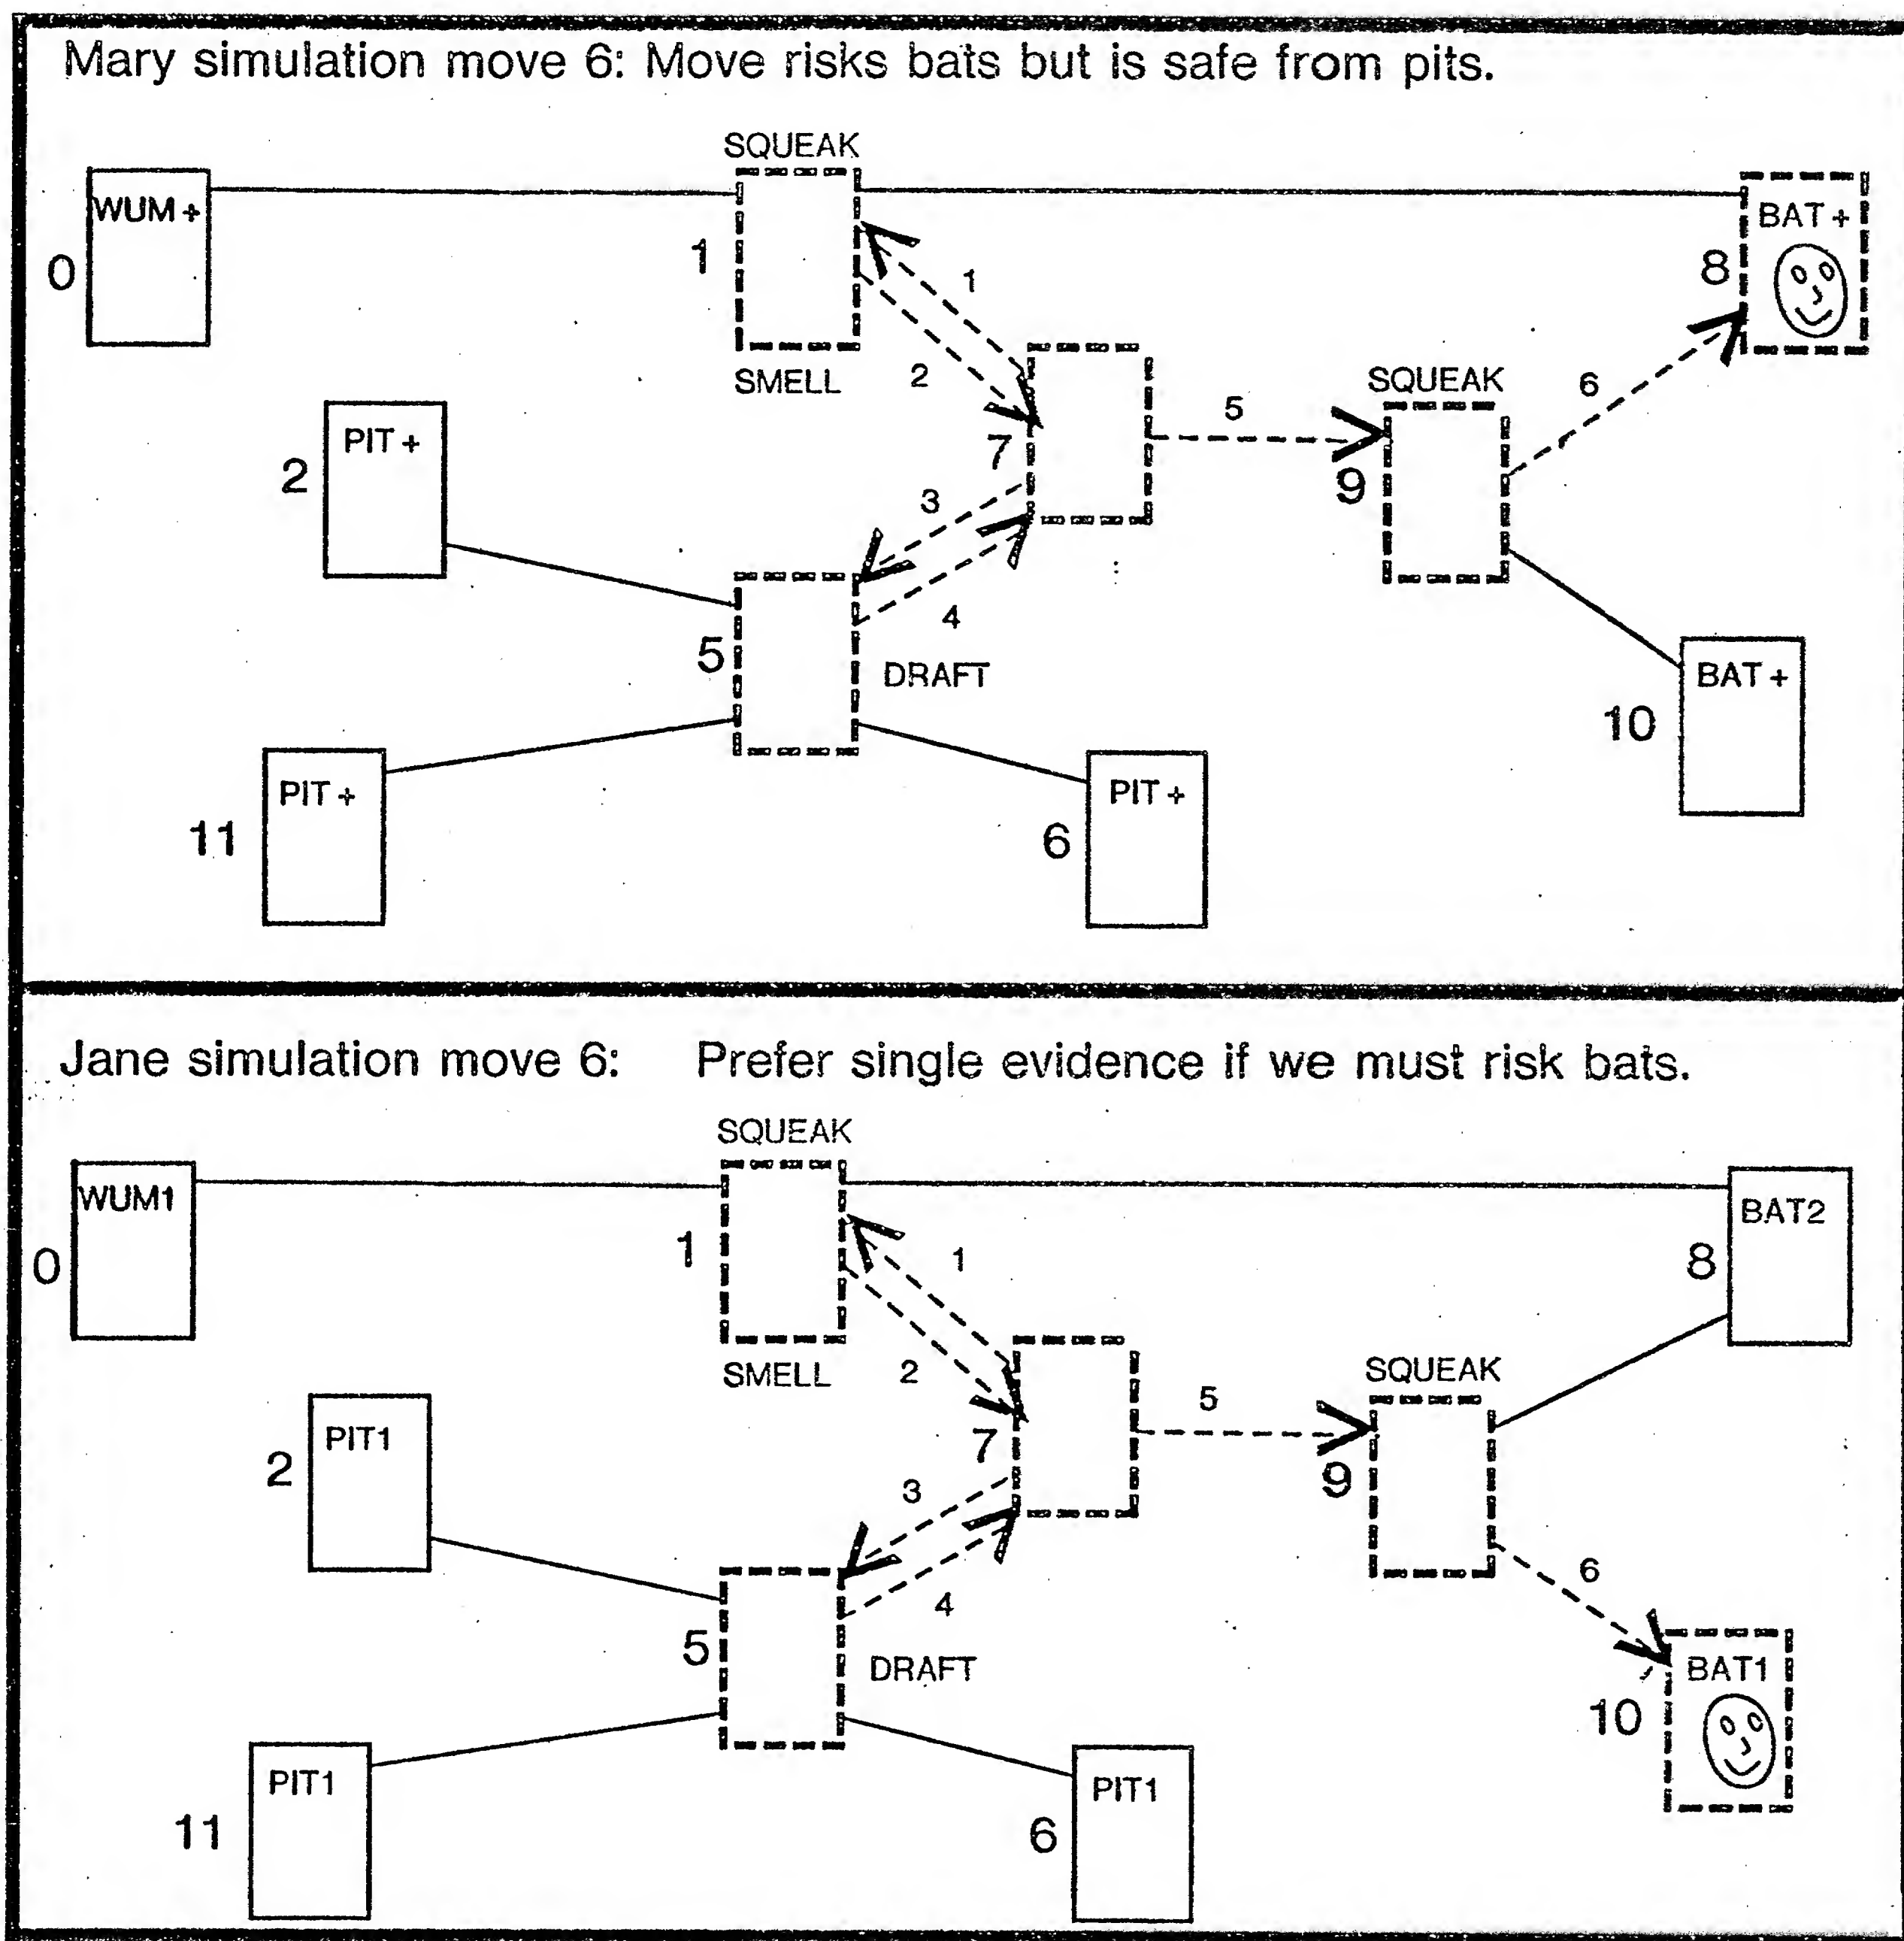 Mary simulation move 6: Move risks bats but is safe from pits.
SQUEAK
WUM +
BAT +
0
1
8
1
2
SMELL
SQUEAK
6
PIT +
5
2
7
9
3
4
5
DRAFT
BAT +
10
PIT +
PIT +
11
6
Jane simulation move 6: Prefer single evidence if we must risk bats.
SQUEAK
WUM1
BAT2
0
1
8
1
2
SMELL
SQUEAK
5
PIT1
2
7
9
3
6
4
5
DRAFT
BAT1
10
PIT1
PIT1
11
6